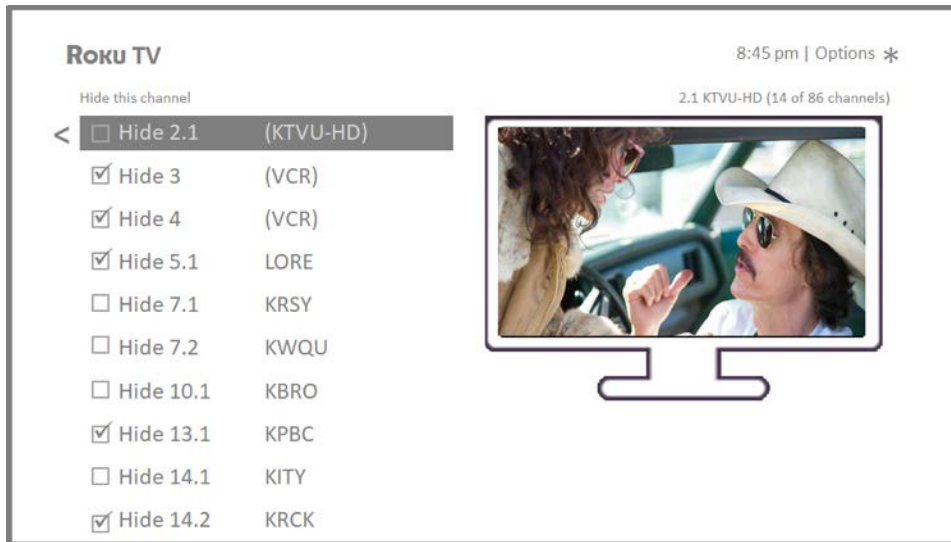 ROKU TV
8:45 pm | Options *
Hide this channel
2.1 KTVU-HD (14 of 86 channels)
< ☐ Hide 2.1 (KTVU-HD)
☑ Hide 3 (VCR)
☑ Hide 4 (VCR)
☑ Hide 5.1 LORE
☐ Hide 7.1 KRSY
☐ Hide 7.2 KWQU
☐ Hide 10.1 KBRO
☑ Hide 13.1 KPBC
☐ Hide 14.1 KITY
☑ Hide 14.2 KRCK